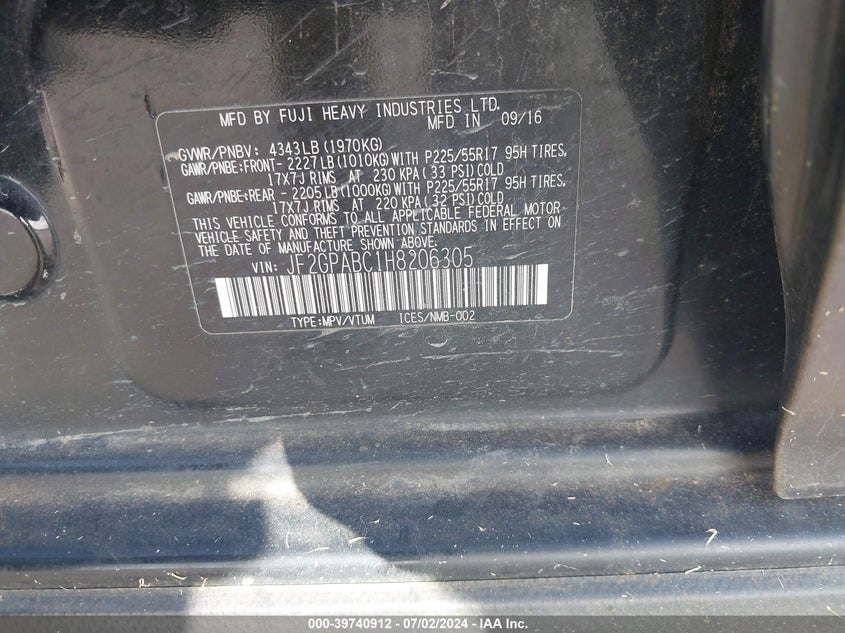 MFD BY FUJI HEAVY INDUSTRIES LTD.
MFD IN 09/16
GVWR/PNBV: 4343LB(1970KG)
GAWR/PNBE:FRONT- 2227LB(1010KG)WITH P225/55R17 95H TIRES,
17X7J RIMS AT 230 KPA(33 PSI)COLD
GAWR/PNBE:REAR - 2205LB(1000KG)WITH P225/55R17 95H TIRES,
17X7J RIMS AT 220 KPA(32 PSI)COLD
THIS VEHICLE CONFORMS TO ALL APPLICABLE FEDERAL MOTOR
VEHICLE SAFETY AND THEFT PREVENTION STANDARDS IN EFFECT ON
THE DATE OF MANUFACTURE SHOWN ABOVE.
VIN: JF2GPABC1H8206305
TYPE:MPV/VTUM ICES/NMB-002
000-39740912 - 07/02/2024 - IAA Inc.